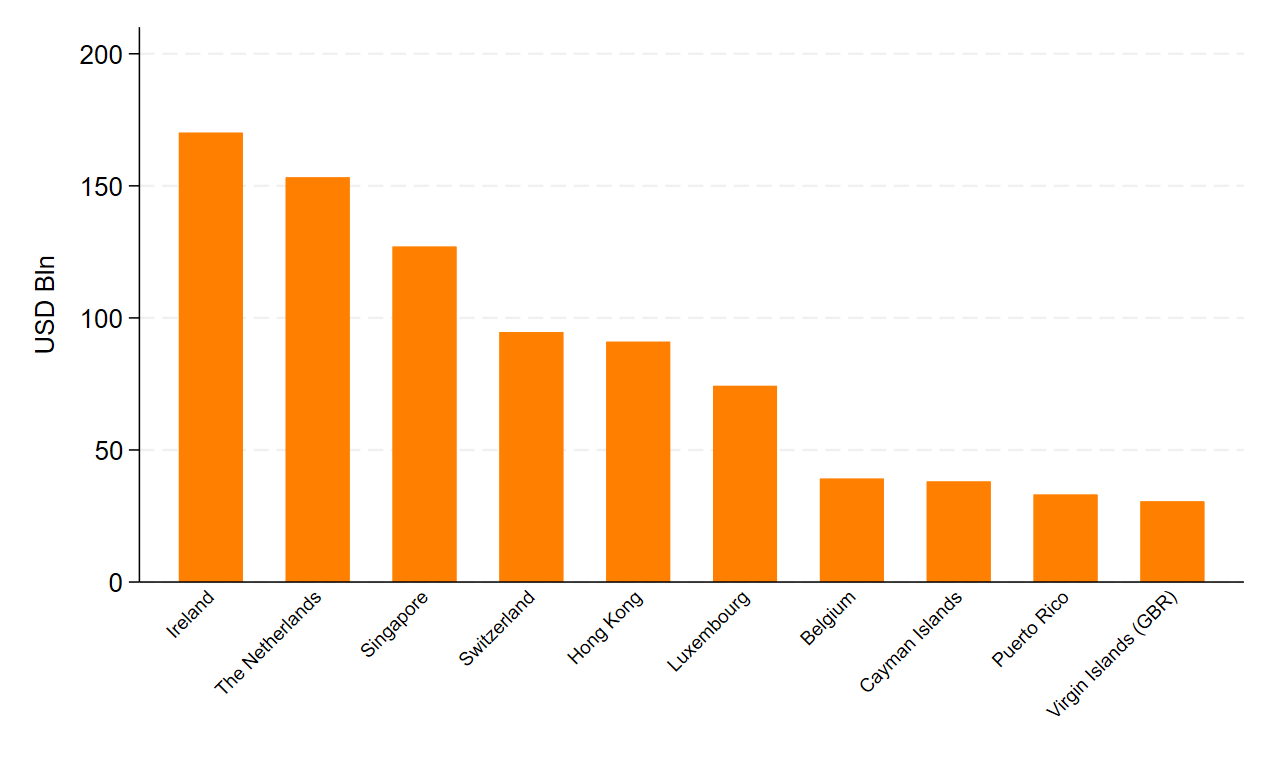 200
150
100
50
0
USD Bln
Ireland
The Netherlands
Singapore
Switzerland
Hong Kong
Luxembourg
Belgium
Cayman Islands
Puerto Rico
Virgin Islands (GBR)